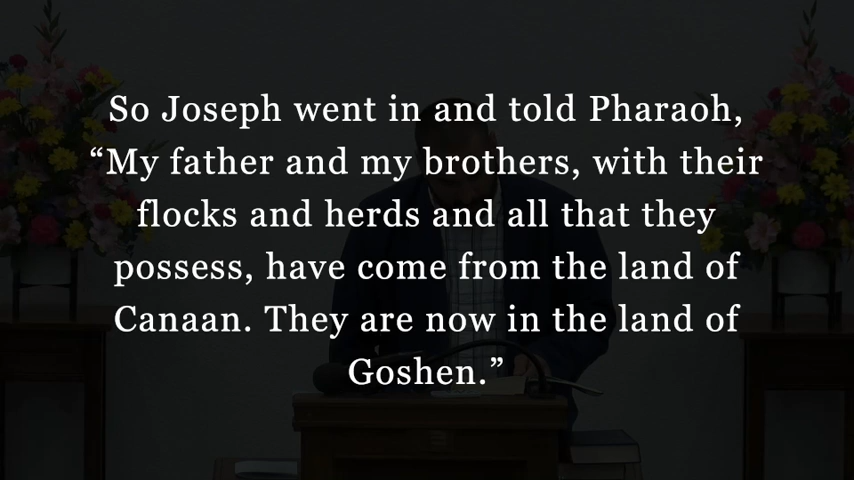 So Joseph went in and told Pharaoh,
“My father and my brothers, with their
flocks and herds and all that they
possess, have come from the land of
Canaan. They are now in the land of
Goshen.”